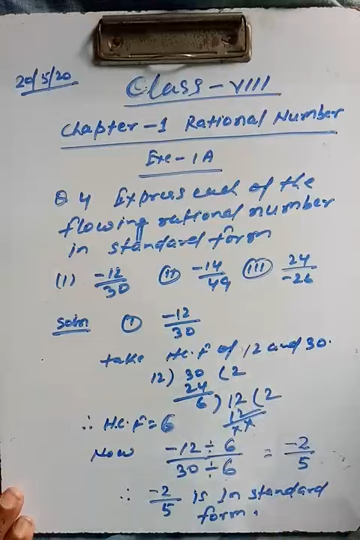 20/5/20
Class - VIII
Chapter-1 Rational Number
Exe-1A
Q 4 Express each of the
flowing rational number
in standard form
(I) -12/30 (II) -14/49 (III) 24/-26
Soln (I) -12/30
take H.C.F of 12 and 30.
12) 30 (2
24
6) 12 (2
12
××
∴ H.C.F = 6
Now -12 ÷ 6 / 30 ÷ 6 = -2/5
∴ -2/5 is in standard
form.